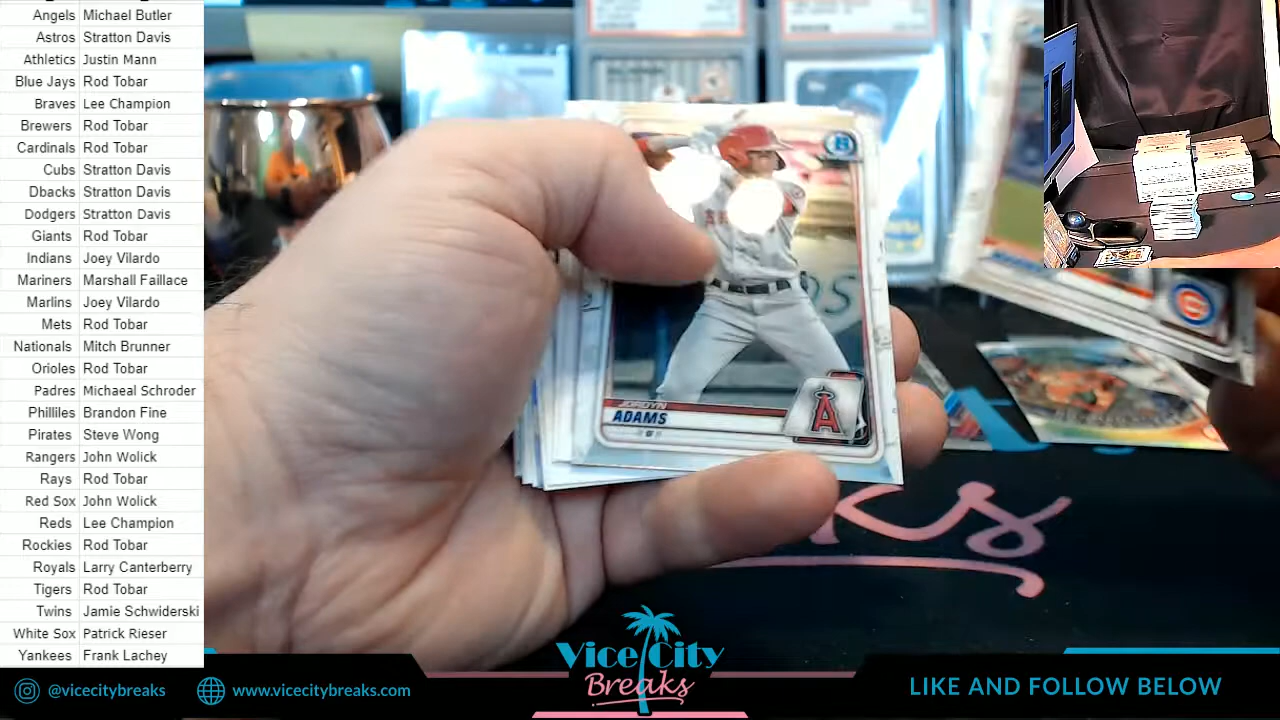 Angels Michael Butler
Astros Stratton Davis
Athletics Justin Mann
Blue Jays Rod Tobar
Braves Lee Champion
Brewers Rod Tobar
Cardinals Rod Tobar
Cubs Stratton Davis
Dbacks Stratton Davis
Dodgers Stratton Davis
Giants Rod Tobar
Indians Joey Vilardo
Mariners Marshall Faillace
Marlins Joey Vilardo
Mets Rod Tobar
Nationals Mitch Brunner
Orioles Rod Tobar
Padres Michaeal Schroder
Philliles Brandon Fine
Pirates Steve Wong
Rangers John Wolick
Rays Rod Tobar
Red Sox John Wolick
Reds Lee Champion
Rockies Rod Tobar
Royals Larry Canterberry
Tigers Rod Tobar
Twins Jamie Schwiderski
White Sox Patrick Rieser
Yankees Frank Lachey
JORDYN
ADAMS
A
Vice City
Breaks
@vicecitybreaks
www.vicecitybreaks.com
LIKE AND FOLLOW BELOW